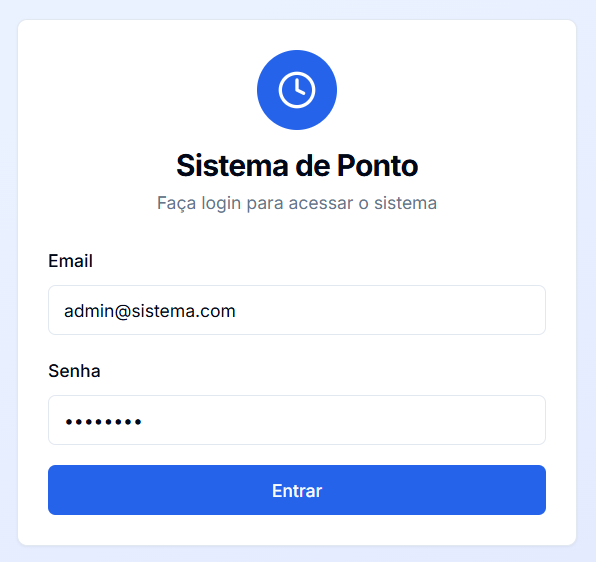 Sistema de Ponto
Faça login para acessar o sistema
Email
admin@sistema.com
Senha
••••••••
Entrar